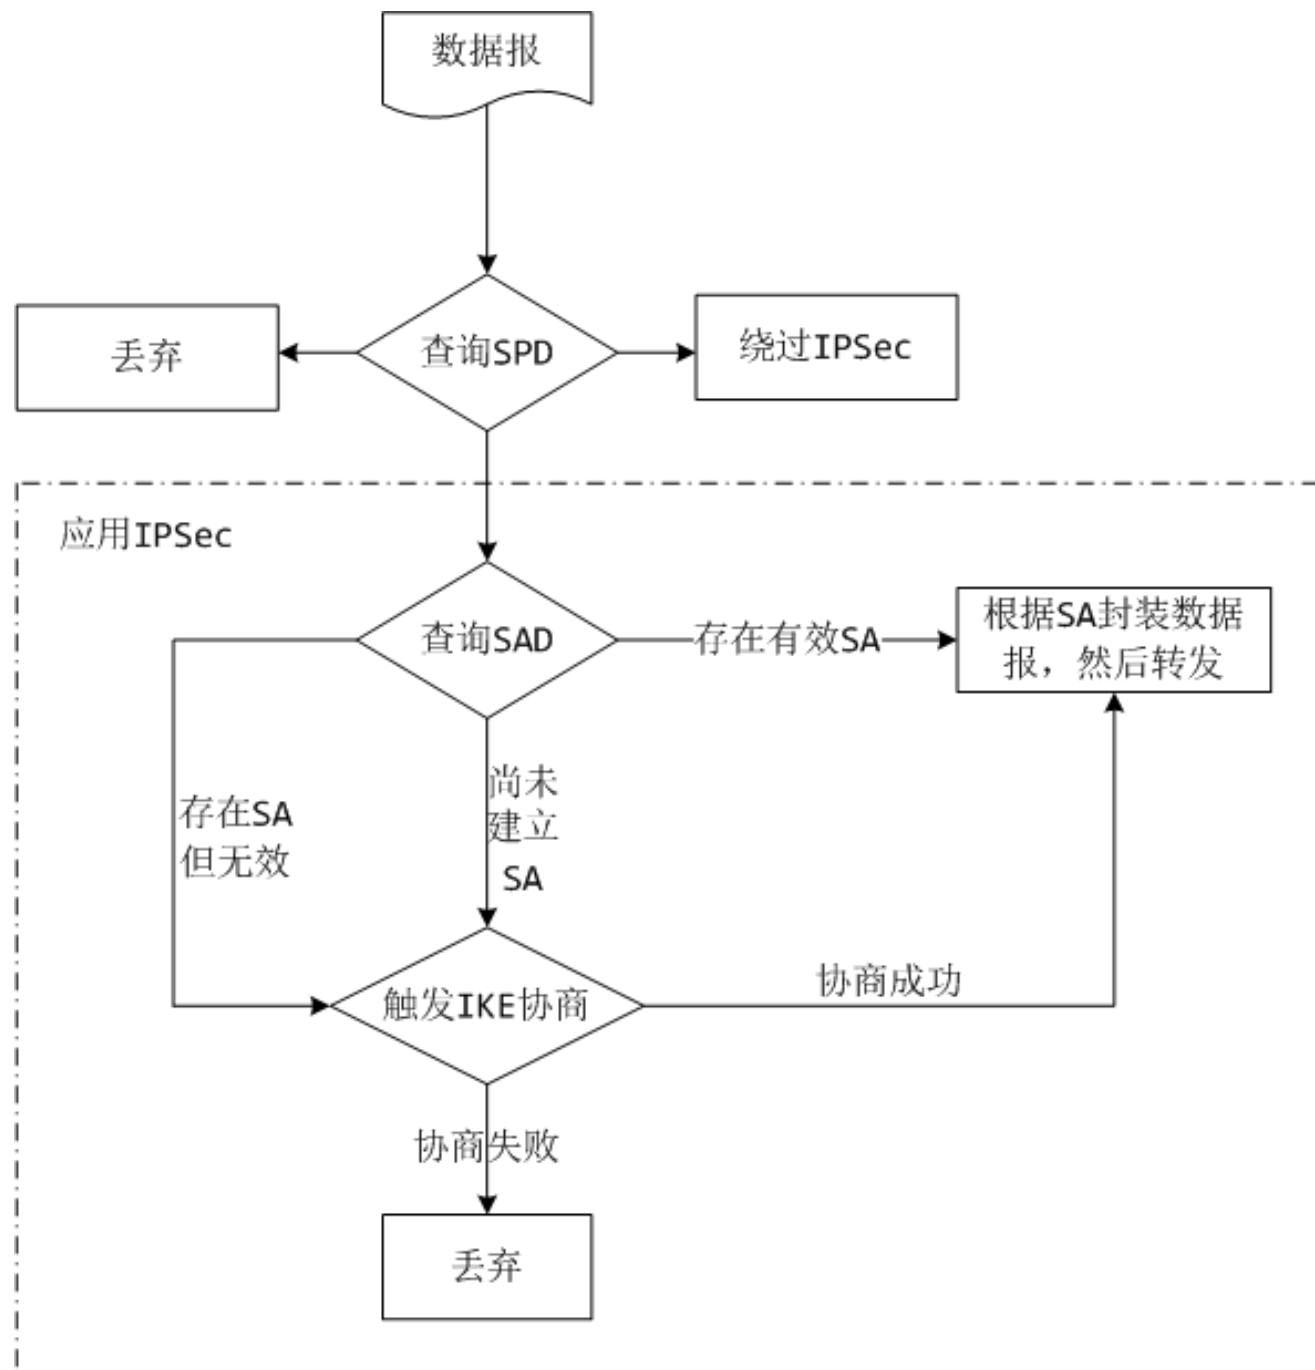 数据报
丢弃
查询SPD
绕过IPSec
应用IPSec
查询SAD
存在有效SA
根据SA封装数据
报，然后转发
存在SA
但无效
尚未
建立
SA
触发IKE协商
协商成功
协商失败
丢弃